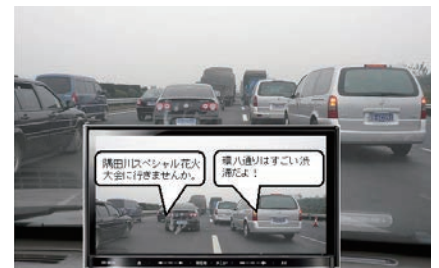 隅田川スペシャル花火
大会に行きませんか。
環八通りはすごい渋
滞だよ！